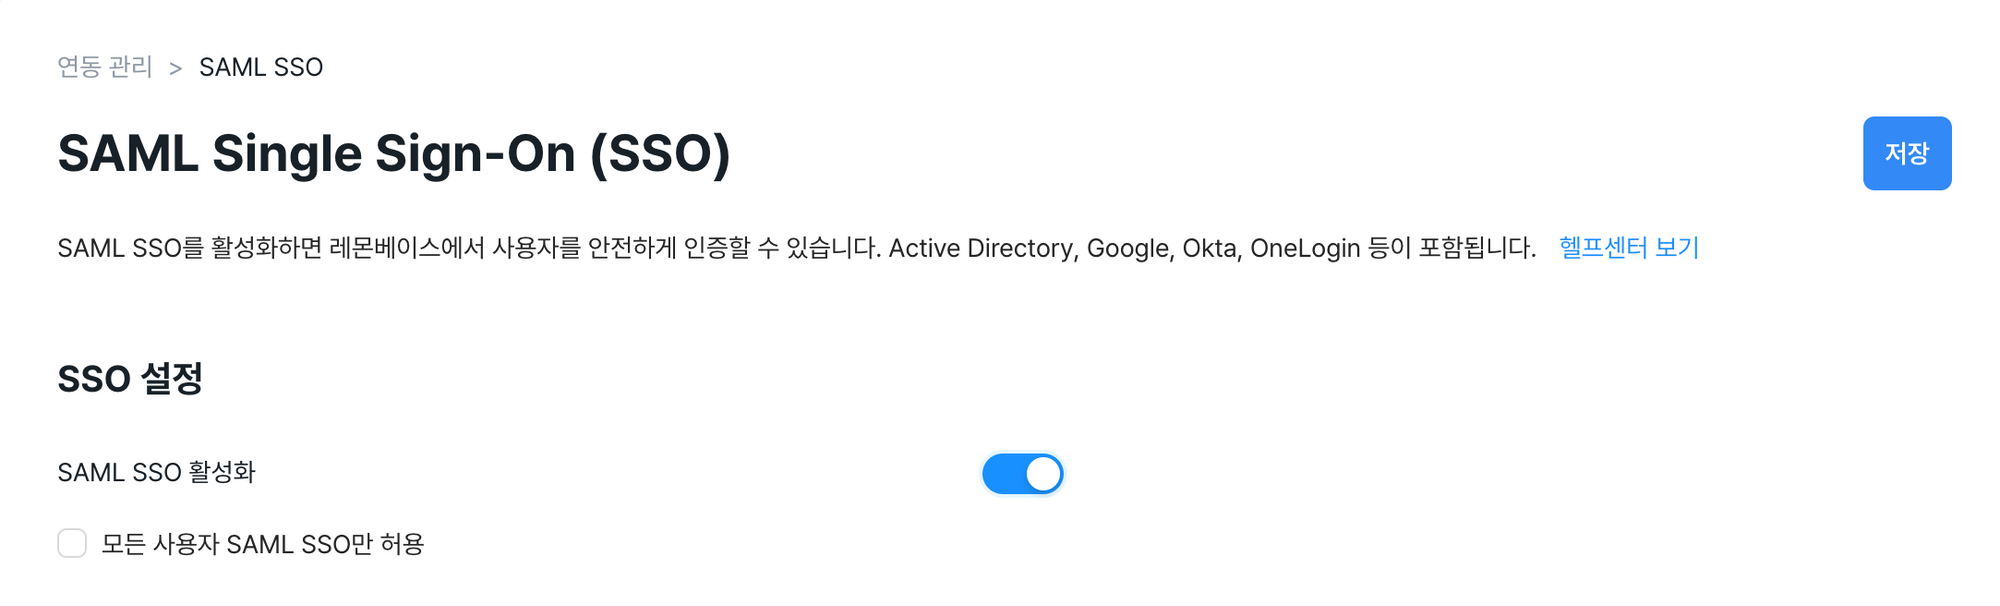 연동 관리 > SAML SSO
SAML Single Sign-On (SSO)
저장
SAML SSO를 활성화하면 레몬베이스에서 사용자를 안전하게 인증할 수 있습니다. Active Directory, Google, Okta, OneLogin 등이 포함됩니다. 헬프센터 보기
SSO 설정
SAML SSO 활성화
모든 사용자 SAML SSO만 허용